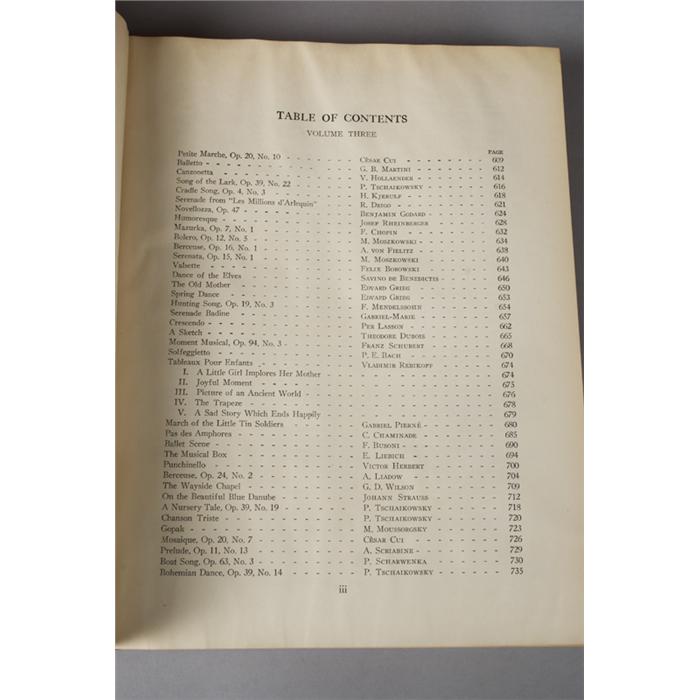 TABLE OF CONTENTS
VOLUME THREE
PAGE
Petite Marche, Op. 20, No. 10 - - - - - - CÉSAR CUI - - - - - - 609
Balletto - - - - - - G. B. MARTINI - - - - - - 612
Canzonetta - - - - - - V. HOLLAENDER - - - - - - 614
Song of the Lark, Op. 39, No. 22 - - - - - - P. TSCHAIKOWSKY - - - - - - 616
Cradle Song, Op. 4, No. 3 - - - - - - H. KJERULF - - - - - - 618
Serenade from "Les Millions d'Arlequin" - - - - - - R. DRIGO - - - - - - 621
Novellozza, Op. 47 - - - - - - BENJAMIN GODARD - - - - - - 624
Humoresque - - - - - - JOSEF RHEINBERGER - - - - - - 628
Mazurka, Op. 7, No. 1 - - - - - - F. CHOPIN - - - - - - 632
Bolero, Op. 12, No. 5 - - - - - - M. MOSZKOWSKI - - - - - - 634
Berceuse, Op. 16, No. 1 - - - - - - A. VON FIELITZ - - - - - - 638
Serenata, Op. 15, No. 1 - - - - - - M. MOSZKOWSKI - - - - - - 640
Valsette - - - - - - FELIX BOROWSKI - - - - - - 643
Dance of the Elves - - - - - - SAVINO DE BENEDICTIS - - - - - - 646
The Old Mother - - - - - - EDVARD GRIEG - - - - - - 650
Spring Dance - - - - - - EDVARD GRIEG - - - - - - 653
Hunting Song, Op. 19, No. 3 - - - - - - F. MENDELSSOHN - - - - - - 654
Serenade Badine - - - - - - GABRIEL-MARIE - - - - - - 657
Crescendo - - - - - - PER LASSON - - - - - - 662
A Sketch - - - - - - THEODORE DUBOIS - - - - - - 665
Moment Musical, Op. 94, No. 3 - - - - - - FRANZ SCHUBERT - - - - - - 668
Solfeggietto - - - - - - P. E. BACH - - - - - - 670
Tableaux Pour Enfants - - - - - - VLADIMIR REBIKOFF - - - - - - 674
I. A Little Girl Implores Her Mother - - - - - - 674
II. Joyful Moment - - - - - - 675
III. Picture of an Ancient World - - - - - - 676
IV. The Trapeze - - - - - - 678
V. A Sad Story Which Ends Happily - - - - - - 679
March of the Little Tin Soldiers - - - - - - GABRIEL PIERNÉ - - - - - - 680
Pas des Amphores - - - - - - C. CHAMINADE - - - - - - 685
Ballet Scene - - - - - - F. BUSONI - - - - - - 690
The Musical Box - - - - - - E. LIEBICH - - - - - - 694
Punchinello - - - - - - VICTOR HERBERT - - - - - - 700
Berceuse, Op. 24, No. 2 - - - - - - A. LIADOW - - - - - - 704
The Wayside Chapel - - - - - - G. D. WILSON - - - - - - 709
On the Beautiful Blue Danube - - - - - - JOHANN STRAUSS - - - - - - 712
A Nursery Tale, Op. 39, No. 19 - - - - - - P. TSCHAIKOWSKY - - - - - - 718
Chanson Triste - - - - - - P. TSCHAIKOWSKY - - - - - - 720
Gopak - - - - - - M. MOUSSORGSKY - - - - - - 723
Mosaique, Op. 20, No. 7 - - - - - - CÉSAR CUI - - - - - - 726
Prelude, Op. 11, No. 13 - - - - - - A. SCRIABINE - - - - - - 729
Boat Song, Op. 63, No. 3 - - - - - - P. SCHARWENKA - - - - - - 730
Bohemian Dance, Op. 39, No. 14 - - - - - - P. TSCHAIKOWSKY - - - - - - 735
iii